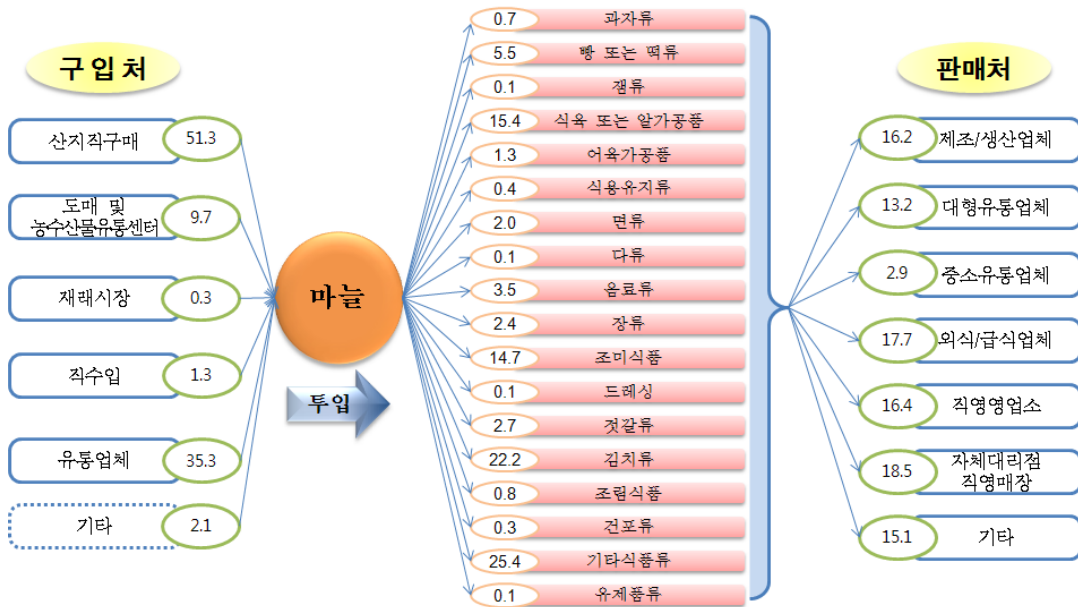 구입처
산지직구매 51.3
도매 및
농수산물유통센터 9.7
재래시장 0.3
직수입 1.3
유통업체 35.3
기타 2.1
마늘
투입
0.7 과자류
5.5 빵 또는 떡류
0.1 잼류
15.4 식육 또는 알가공품
1.3 어육가공품
0.4 식용유지류
2.0 면류
0.1 다류
3.5 음료류
2.4 장류
14.7 조미식품
0.1 드레싱
2.7 젓갈류
22.2 김치류
0.8 조림식품
0.3 건포류
25.4 기타식품류
0.1 유제품류
판매처
16.2 제조/생산업체
13.2 대형유통업체
2.9 중소유통업체
17.7 외식/급식업체
16.4 직영영업소
18.5 자체대리점
직영매장
15.1 기타